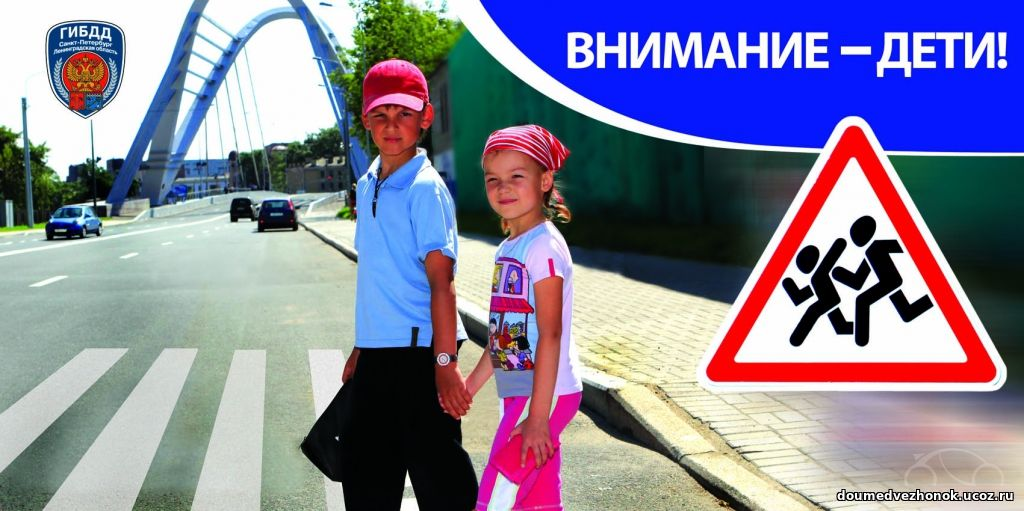 ГИБДД
Санкт-Петербург
Ленинградская область
ВНИМАНИЕ – ДЕТИ!
doumedvezhonok.ucoz.ru